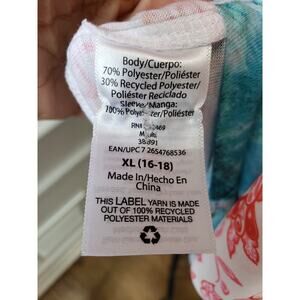 Body/Cuerpo:
70% Polyester/Poliéster
30% Recycled Polyester/
Poliéster Reciclado
Sleeve/Manga:
100% Polyester/Poliéster
RN#
38891
EAN/UPC 7 2654768536
XL (16-18)
Made In/Hecho En
China
THIS LABEL YARN IS MADE
OUT OF 100% RECYCLED
POLYESTER MATERIALS